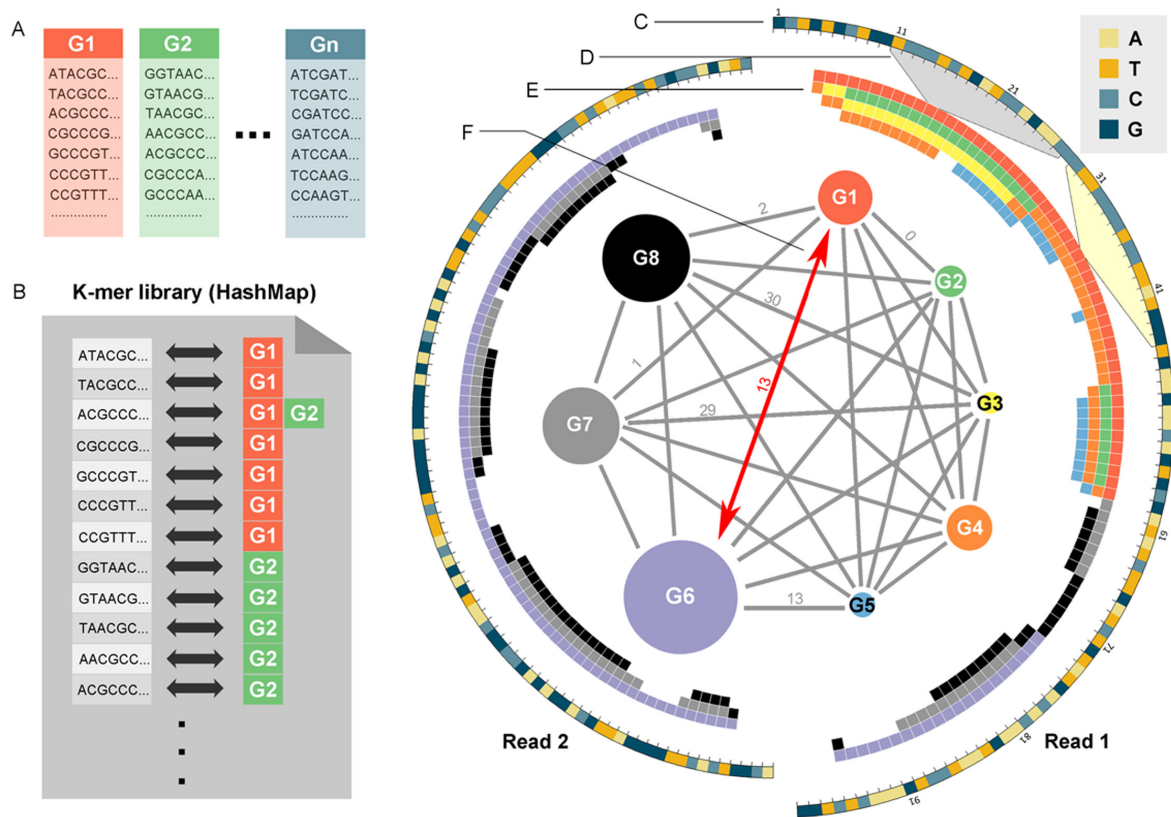 A
G1
G2
Gn
ATACGC...
TACGCC...
ACGCCC...
CGCCCG...
GCCCGT...
CCCGTT...
CCGTTT...
..............
GGTAAC...
GTAACG...
TAACGC...
AACGCC...
ACGCCC...
CGCCCA...
GCCCAA...
..............
ATCGAT...
TCGATC...
CGATCC...
GATCCA...
ATCCAA...
TCCAAG...
CCAAGT...
..............
B
K-mer library (HashMap)
ATACGC... G1
TACGCC... G1
ACGCCC... G1 G2
CGCCCG... G1
GCCCGT... G1
CCCGTT... G1
CCGTTT... G1
GGTAAC... G2
GTAACG... G2
TAACGC... G2
AACGCC... G2
ACGCCC... G2
C
D
E
F
1
11
21
31
41
61
71
81
91
A
T
C
G
G1
G2
G3
G4
G5
G6
G7
G8
2
0
30
1
13
29
13
Read 2
Read 1